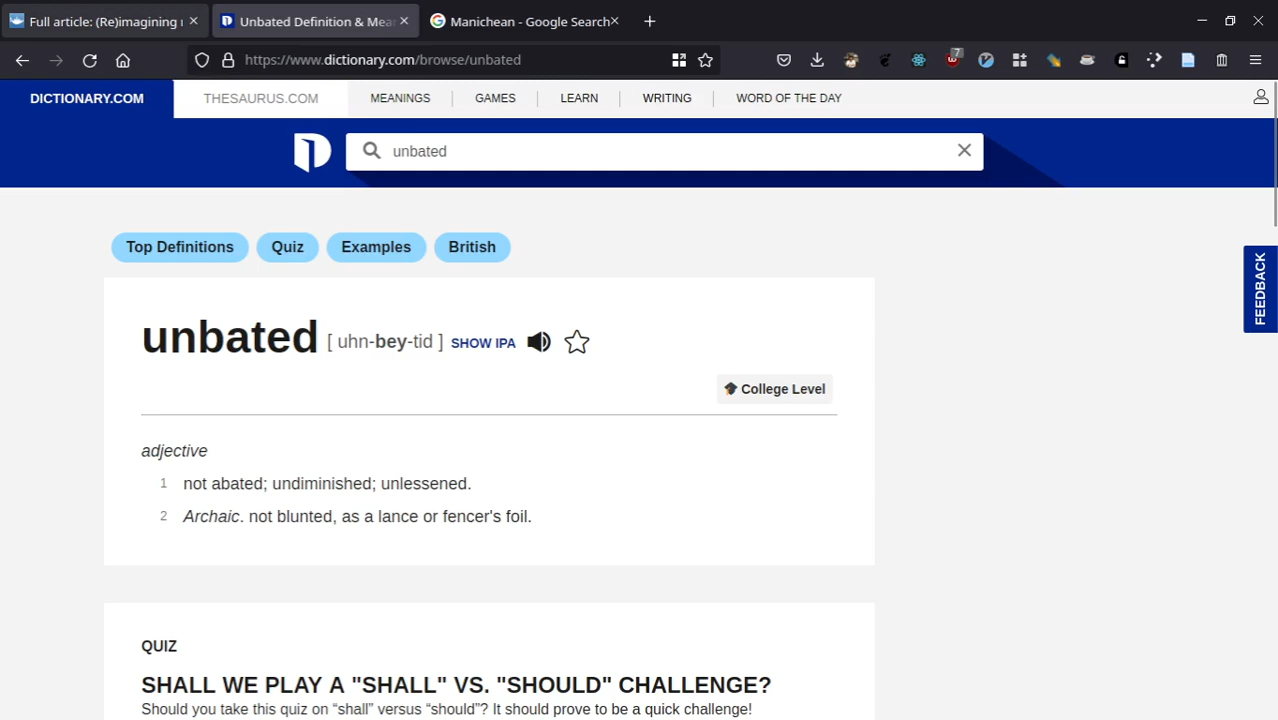 Full article: (Re)imagining
Unbated Definition & Mea
Manichean - Google Search
https://www.dictionary.com/browse/unbated
7
DICTIONARY.COM
THESAURUS.COM
MEANINGS
GAMES
LEARN
WRITING
WORD OF THE DAY
unbated
Top Definitions
Quiz
Examples
British
FEEDBACK
unbated [ uhn-bey-tid ] SHOW IPA
College Level
adjective
1 not abated; undiminished; unlessened.
2 Archaic. not blunted, as a lance or fencer's foil.
QUIZ
SHALL WE PLAY A "SHALL" VS. "SHOULD" CHALLENGE?
Should you take this quiz on “shall” versus “should”? It should prove to be a quick challenge!